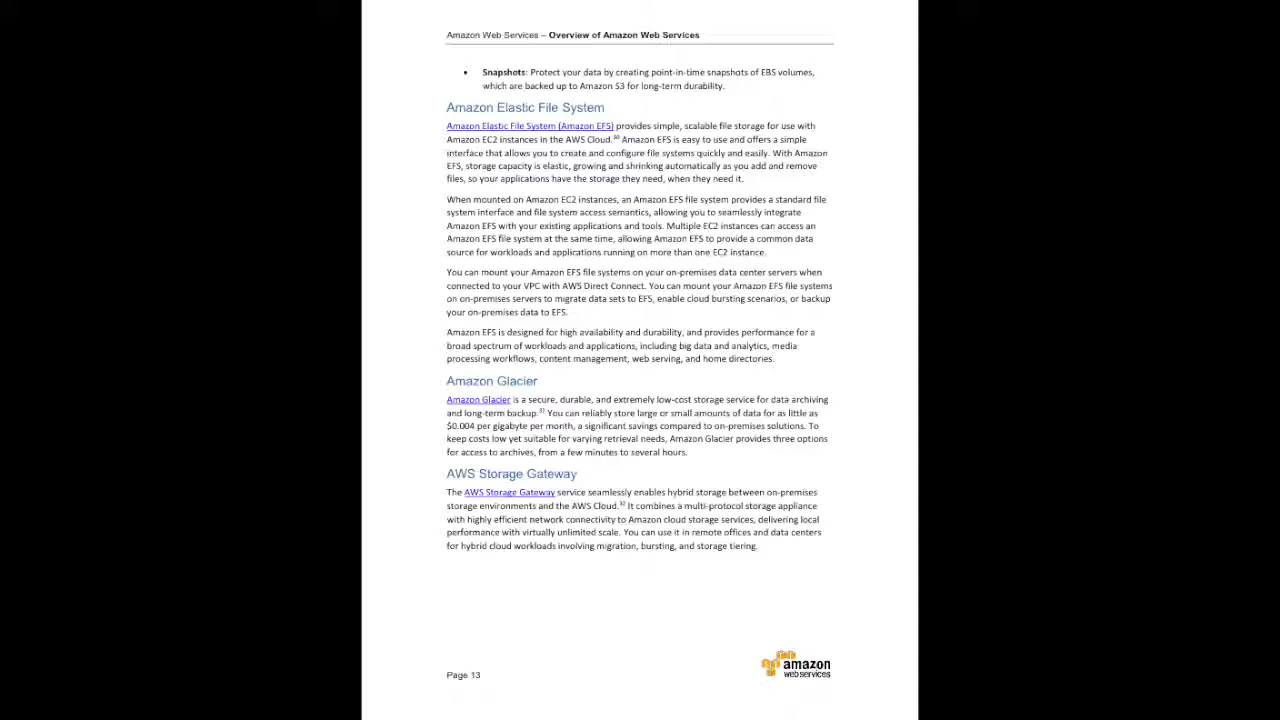 Amazon Web Services – Overview of Amazon Web Services
• Snapshots: Protect your data by creating point-in-time snapshots of EBS volumes,
which are backed up to Amazon S3 for long-term durability.
Amazon Elastic File System
Amazon Elastic File System (Amazon EFS) provides simple, scalable file storage for use with
Amazon EC2 instances in the AWS Cloud.30 Amazon EFS is easy to use and offers a simple
interface that allows you to create and configure file systems quickly and easily. With Amazon
EFS, storage capacity is elastic, growing and shrinking automatically as you add and remove
files, so your applications have the storage they need, when they need it.
When mounted on Amazon EC2 instances, an Amazon EFS file system provides a standard file
system interface and file system access semantics, allowing you to seamlessly integrate
Amazon EFS with your existing applications and tools. Multiple EC2 instances can access an
Amazon EFS file system at the same time, allowing Amazon EFS to provide a common data
source for workloads and applications running on more than one EC2 instance.
You can mount your Amazon EFS file systems on your on-premises data center servers when
connected to your VPC with AWS Direct Connect. You can mount your Amazon EFS file systems
on on-premises servers to migrate data sets to EFS, enable cloud bursting scenarios, or backup
your on-premises data to EFS.
Amazon EFS is designed for high availability and durability, and provides performance for a
broad spectrum of workloads and applications, including big data and analytics, media
processing workflows, content management, web serving, and home directories.
Amazon Glacier
Amazon Glacier is a secure, durable, and extremely low-cost storage service for data archiving
and long-term backup.31 You can reliably store large or small amounts of data for as little as
$0.004 per gigabyte per month, a significant savings compared to on-premises solutions. To
keep costs low yet suitable for varying retrieval needs, Amazon Glacier provides three options
for access to archives, from a few minutes to several hours.
AWS Storage Gateway
The AWS Storage Gateway service seamlessly enables hybrid storage between on-premises
storage environments and the AWS Cloud.32 It combines a multi-protocol storage appliance
with highly efficient network connectivity to Amazon cloud storage services, delivering local
performance with virtually unlimited scale. You can use it in remote offices and data centers
for hybrid cloud workloads involving migration, bursting, and storage tiering.
Page 13
amazon
webservices